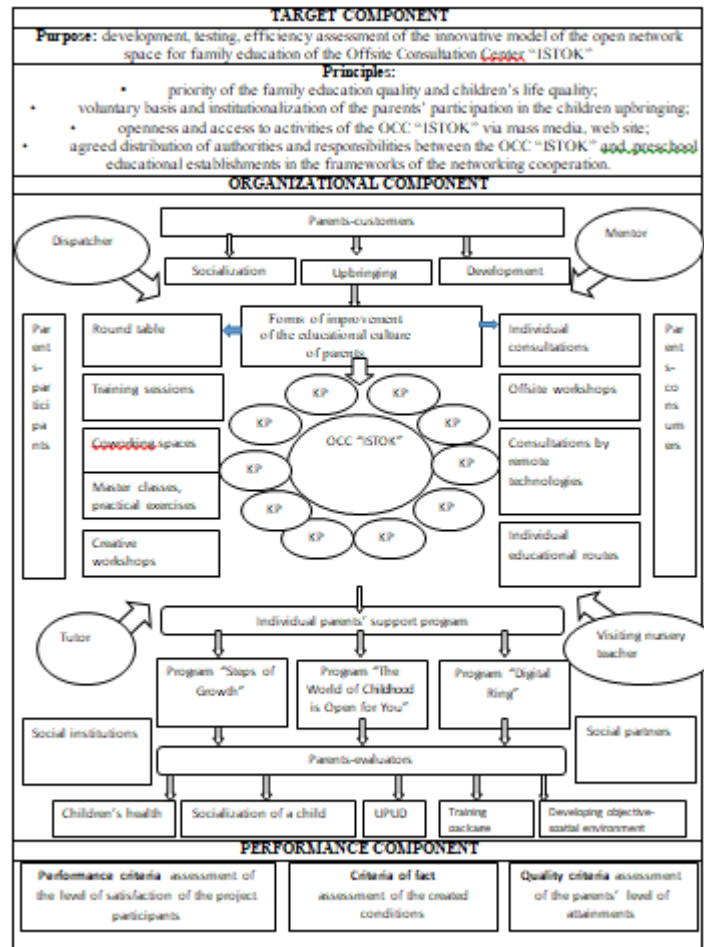 TARGET COMPONENT
Purpose: development, testing, efficiency assessment of the innovative model of the open network
space for family education of the Offsite Consultation Center "ISTOK"
Principles:
• priority of the family education quality and children's life quality;
• voluntary basis and institutionalization of the parents' participation in the children upbringing;
• openness and access to activities of the OCC "ISTOK" via mass media, web site;
• agreed distribution of authorities and responsibilities between the OCC "ISTOK" and preschool
educational establishments in the frameworks of the networking cooperation.
ORGANIZATIONAL COMPONENT
Parents-customers
Dispatcher
Mentor
Socialization
Upbringing
Development
Par
ent
s-
par
tici
pa
nts
Round table
Forms of improvement
of the educational culture
of parents
Individual
consultations
Par
ent
s-
co
ns
um
ers
Training sessions
Offsite workshops
Coworking spaces
Consultations by
remote
technologies
Master classes,
practical exercises
Creative
workshops
Individual
educational routes
KP
KP
KP
KP
KP
KP
KP
KP
KP
KP
OCC "ISTOK"
Individual parents' support program
Tutor
Visiting nursery
teacher
Program "Steps of
Growth"
Program "The
World of Childhood
is Open for You"
Program "Digital
Ring"
Social institutions
Social partners
Parents-evaluators
Children's health
Socialization of a child
UPUD
Training
package
Developing objective-
spatial environment
PERFORMANCE COMPONENT
Performance criteria assessment of
the level of satisfaction of the project
participants
Criteria of fact
assessment of the created
conditions
Quality criteria assessment
of the parents' level of
attainments